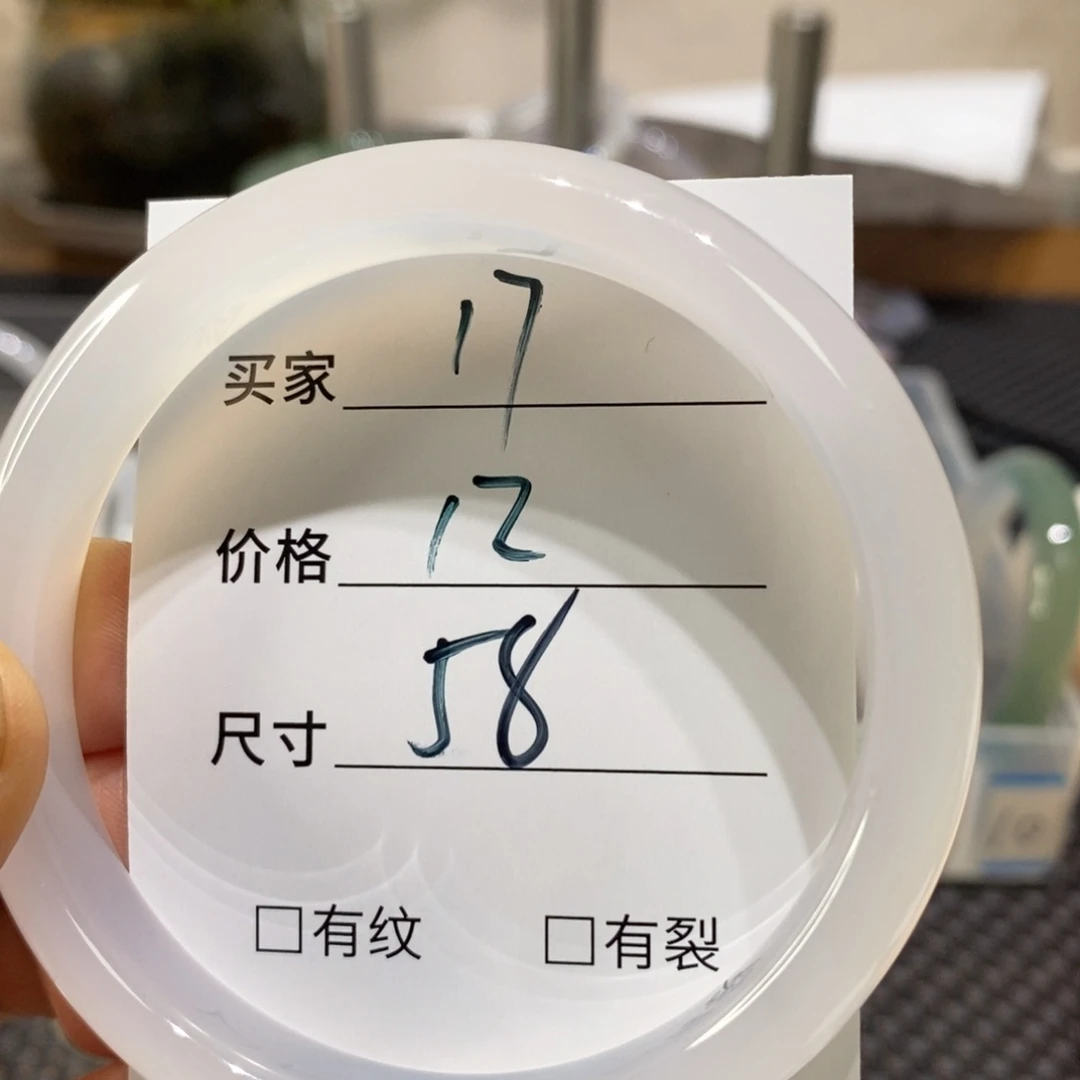 买家 17
价格 12
尺寸 58
□有纹 □有裂